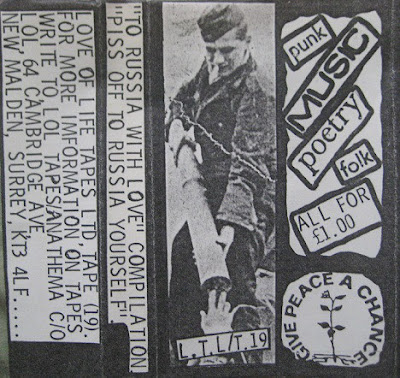 LOVE OF LIFE TAPES LTD, TAPE (19).
FOR MORE INFORMATION ON TAPES
WRITE TO LOL TAPES/ANATHEMA C/O
LOL, 64 CAMBRIDGE AVE,
NEW MALDEN, SURREY, KT3 4LF.....
"TO RUSSIA WITH LOVE" COMPILATION
"PISS OFF TO RUSSIA YOURSELF"
L.T.L/T.19
punk
MUSIC
poetry
folk
ALL FOR
£1.00
GIVE PEACE A CHANCE